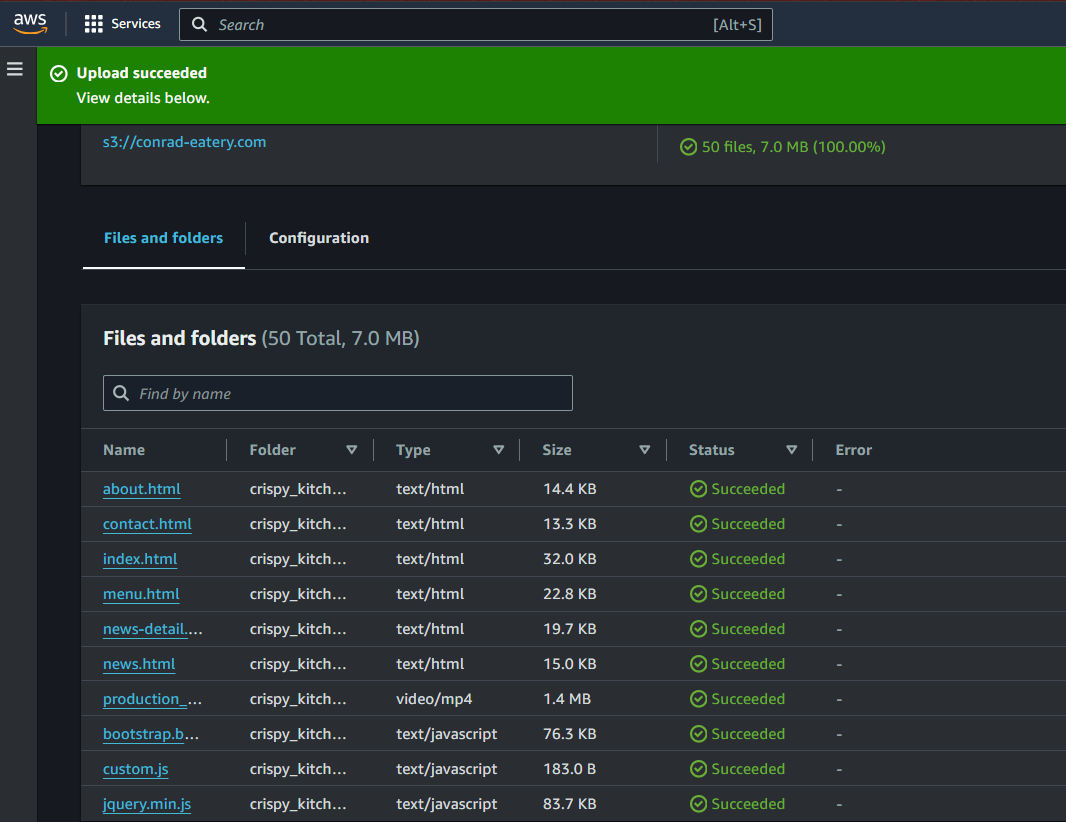 aws Services Search [Alt+S]
Upload succeeded
View details below.
s3://conrad-eatery.com
50 files, 7.0 MB (100.00%)
Files and folders Configuration
Files and folders (50 Total, 7.0 MB)
Find by name
Name Folder Type Size Status Error
about.html crispy_kitch... text/html 14.4 KB Succeeded -
contact.html crispy_kitch... text/html 13.3 KB Succeeded -
index.html crispy_kitch... text/html 32.0 KB Succeeded -
menu.html crispy_kitch... text/html 22.8 KB Succeeded -
news-detail.... crispy_kitch... text/html 19.7 KB Succeeded -
news.html crispy_kitch... text/html 15.0 KB Succeeded -
production_... crispy_kitch... video/mp4 1.4 MB Succeeded -
bootstrap.b... crispy_kitch... text/javascript 76.3 KB Succeeded -
custom.js crispy_kitch... text/javascript 183.0 B Succeeded -
jquery.min.js crispy_kitch... text/javascript 83.7 KB Succeeded -